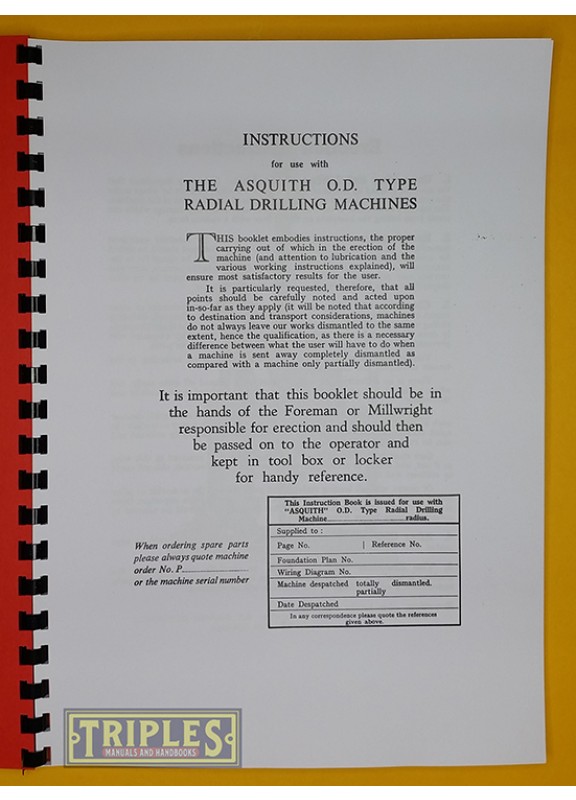 INSTRUCTIONS
for use with
THE ASQUITH O.D. TYPE
RADIAL DRILLING MACHINES
THIS booklet embodies instructions, the proper
carrying out of which in the erection of the
machine (and attention to lubrication and the
various working instructions explained), will
ensure most satisfactory results for the user.
It is particularly requested, therefore, that all
points should be carefully noted and acted upon
in-so-far as they apply (it will be noted that according
to destination and transport considerations, machines
do not always leave our works dismantled to the same
extent, hence the qualification, as there is a necessary
difference between what the user will have to do when
a machine is sent away completely dismantled as
compared with a machine only partially dismantled).
It is important that this booklet should be in
the hands of the Foreman or Millwright
responsible for erection and should then
be passed on to the operator and
kept in tool box or locker
for handy reference.
When ordering spare parts
please always quote machine
order No. P
or the machine serial number
This Instruction Book is issued for use with
"ASQUITH" O.D. Type Radial Drilling
Machine radius.
Supplied to :
Page No. | Reference No.
Foundation Plan No.
Wiring Diagram No.
Machine despatched totally dismantled.
partially
Date Despatched
In any correspondence please quote the references
given above.
TRIPLES
MANUALS AND HANDBOOKS